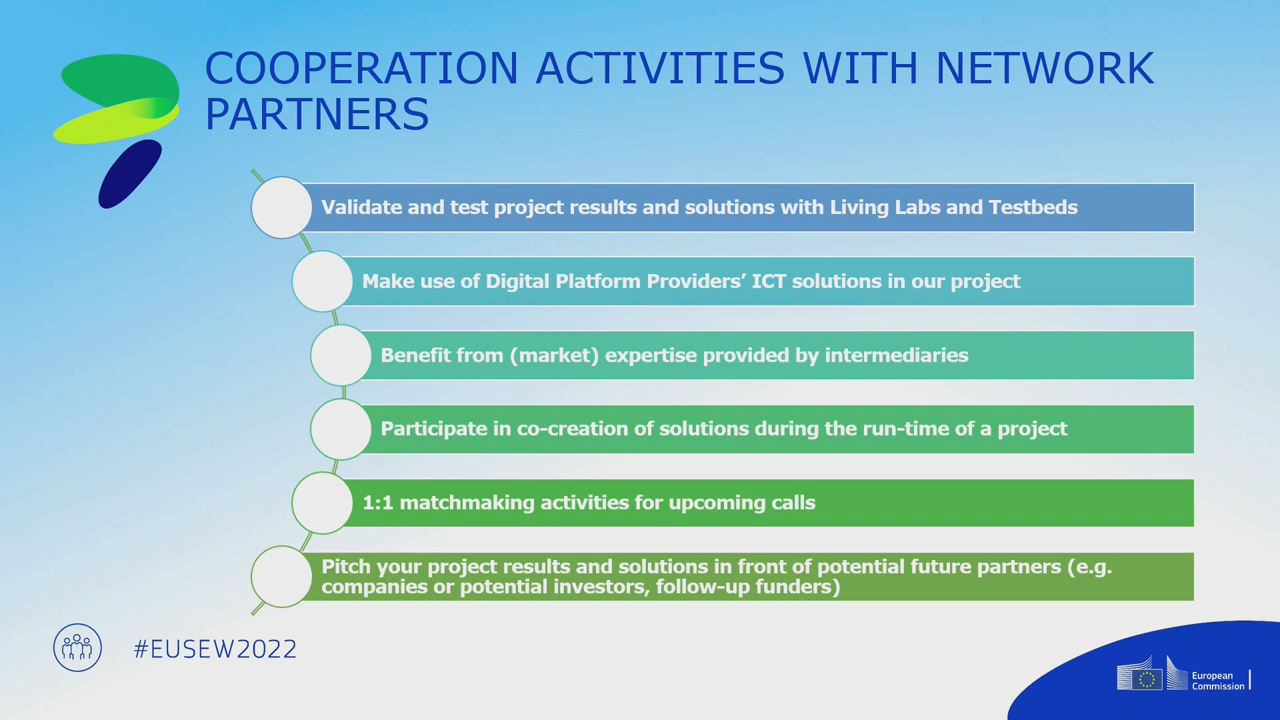 COOPERATION ACTIVITIES WITH NETWORK
PARTNERS
Validate and test project results and solutions with Living Labs and Testbeds
Make use of Digital Platform Providers’ ICT solutions in our project
Benefit from (market) expertise provided by intermediaries
Participate in co-creation of solutions during the run-time of a project
1:1 matchmaking activities for upcoming calls
Pitch your project results and solutions in front of potential future partners (e.g.
companies or potential investors, follow-up funders)
#EUSEW2022
European
Commission